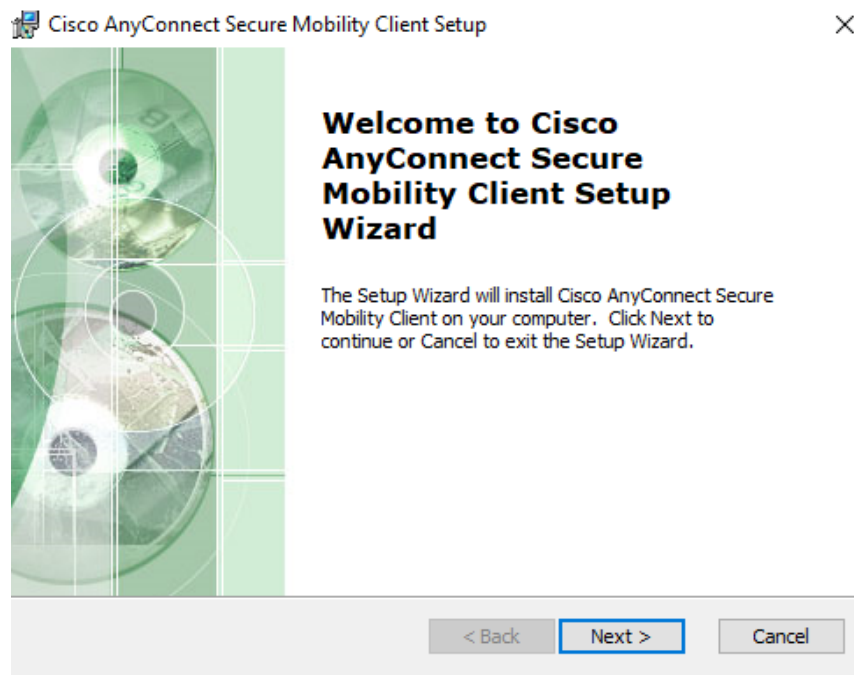 Cisco AnyConnect Secure Mobility Client Setup
Welcome to Cisco
AnyConnect Secure
Mobility Client Setup
Wizard
The Setup Wizard will install Cisco AnyConnect Secure
Mobility Client on your computer.  Click Next to
continue or Cancel to exit the Setup Wizard.
< Back
Next >
Cancel